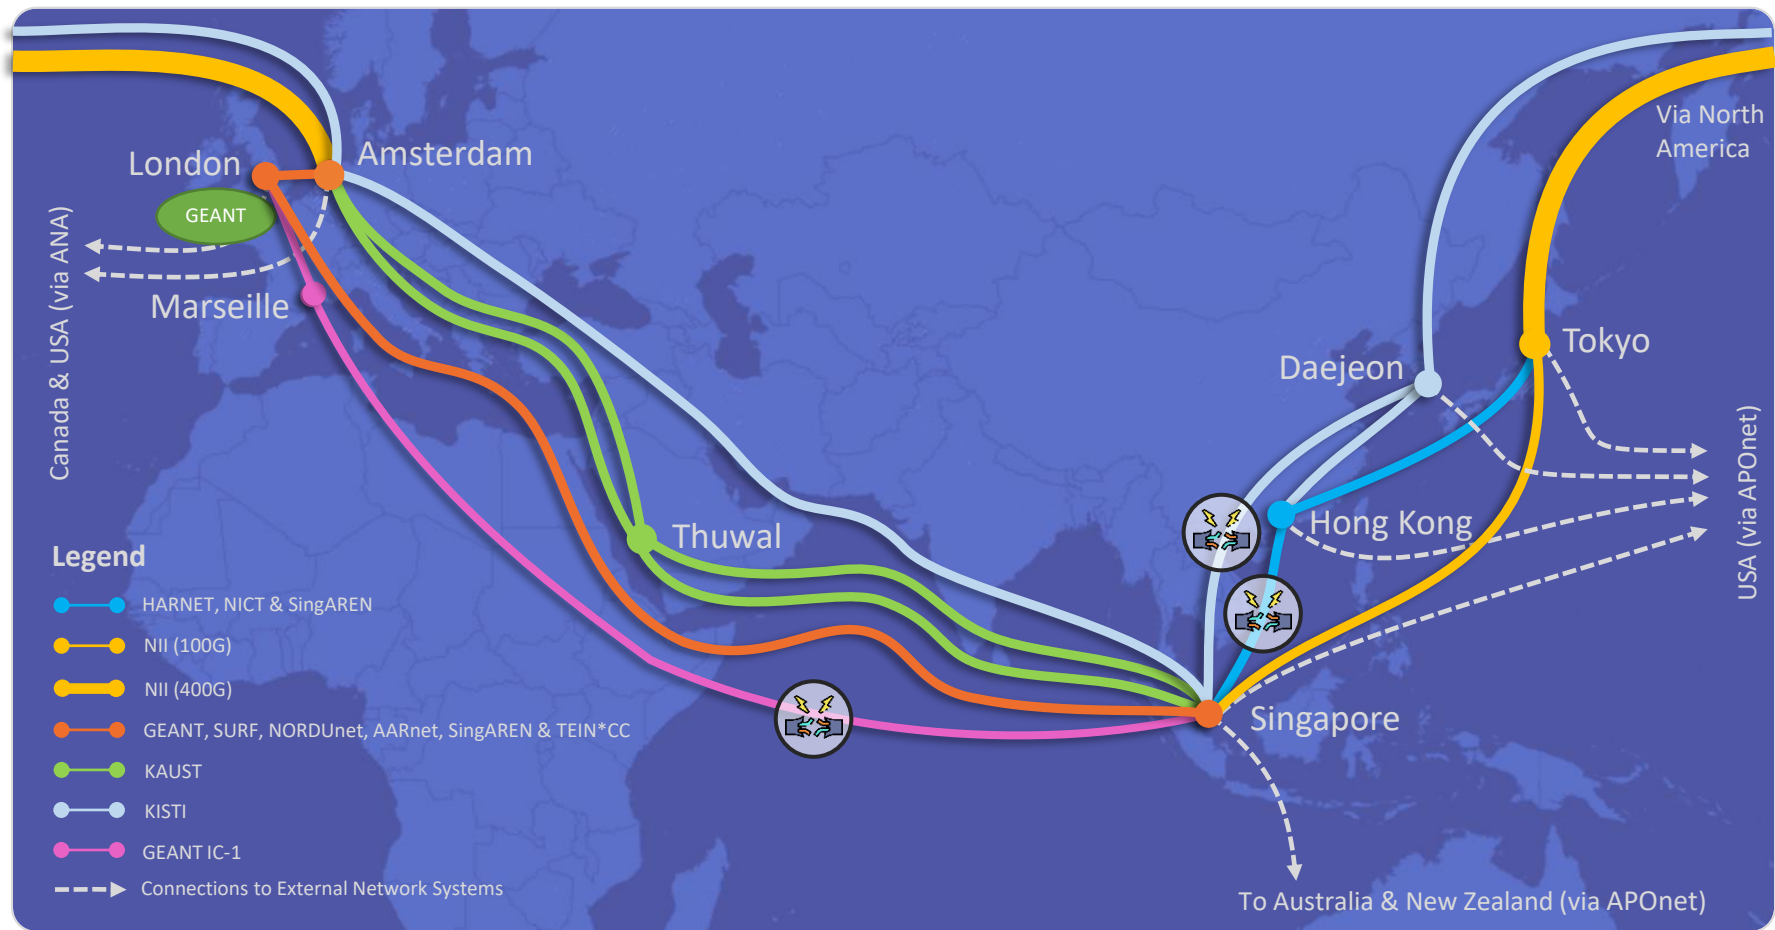 Via North
America
Amsterdam
London
GEANT
Canada & USA (via ANA)
Marseille
Tokyo
Daejeon
USA (via APOnet)
Hong Kong
Thuwal
Singapore
Legend
HARNET, NICT & SingAREN
NII (100G)
NII (400G)
GEANT, SURF, NORDUnet, AARnet, SingAREN & TEIN*CC
KAUST
KISTI
GEANT IC-1
Connections to External Network Systems
To Australia & New Zealand (via APOnet)